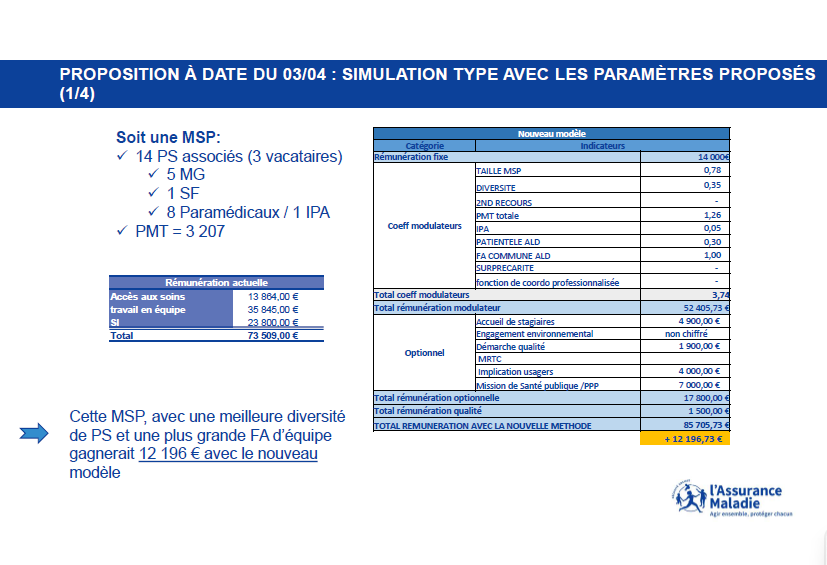 PROPOSITION À DATE DU 03/04 : SIMULATION TYPE AVEC LES PARAMÈTRES PROPOSÉS
(1/4)
Soit une MSP:
14 PS associés (3 vacataires)
5 MG
1 SF
8 Paramédicaux / 1 IPA
PMT = 3 207
Rémunération actuelle
Accès aux soins 13 864,00 €
travail en équipe 35 845,00 €
SI 23 800,00 €
Total 73 509,00 €
Cette MSP, avec une meilleure diversité
de PS et une plus grande FA d'équipe
gagnerait 12 196 € avec le nouveau
modèle
Nouveau modèle
Catégorie Indicateurs
Rémunération fixe 14 000€
Coeff modulateurs
TAILLE MSP 0,78
DIVERSITE 0,35
2ND RECOURS -
PMT totale 1,26
IPA 0,05
PATIENTELE ALD 0,30
FA COMMUNE ALD 1,00
SURPRECARITE -
fonction de coordo professionnalisée -
Total coeff modulateurs 3,74
Total rémunération modulateur 52 405,73 €
Optionnel
Accueil de stagiaires 4 900,00 €
Engagement environnemental non chiffré
Démarche qualité 1 900,00 €
MRTC
Implication usagers 4 000,00 €
Mission de Santé publique /PPP 7 000,00 €
Total rémunération optionnelle 17 800,00 €
Total rémunération qualité 1 500,00 €
TOTAL REMUNERATION AVEC LA NOUVELLE METHODE 85 705,73 €
+ 12 196,73 €
l'Assurance
Maladie
Agir ensemble, protéger chacun